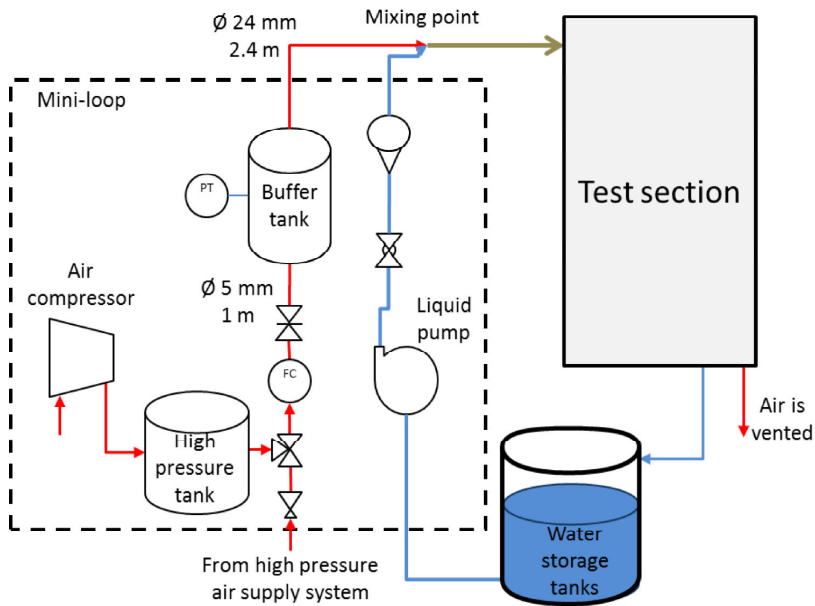 Ø 24 mm
2.4 m
Mixing point
Mini-loop
PT
Buffer
tank
Test section
Air
compressor
Ø 5 mm
1 m
Liquid
pump
FC
High
pressure
tank
Air is
vented
Water
storage
tanks
From high pressure
air supply system